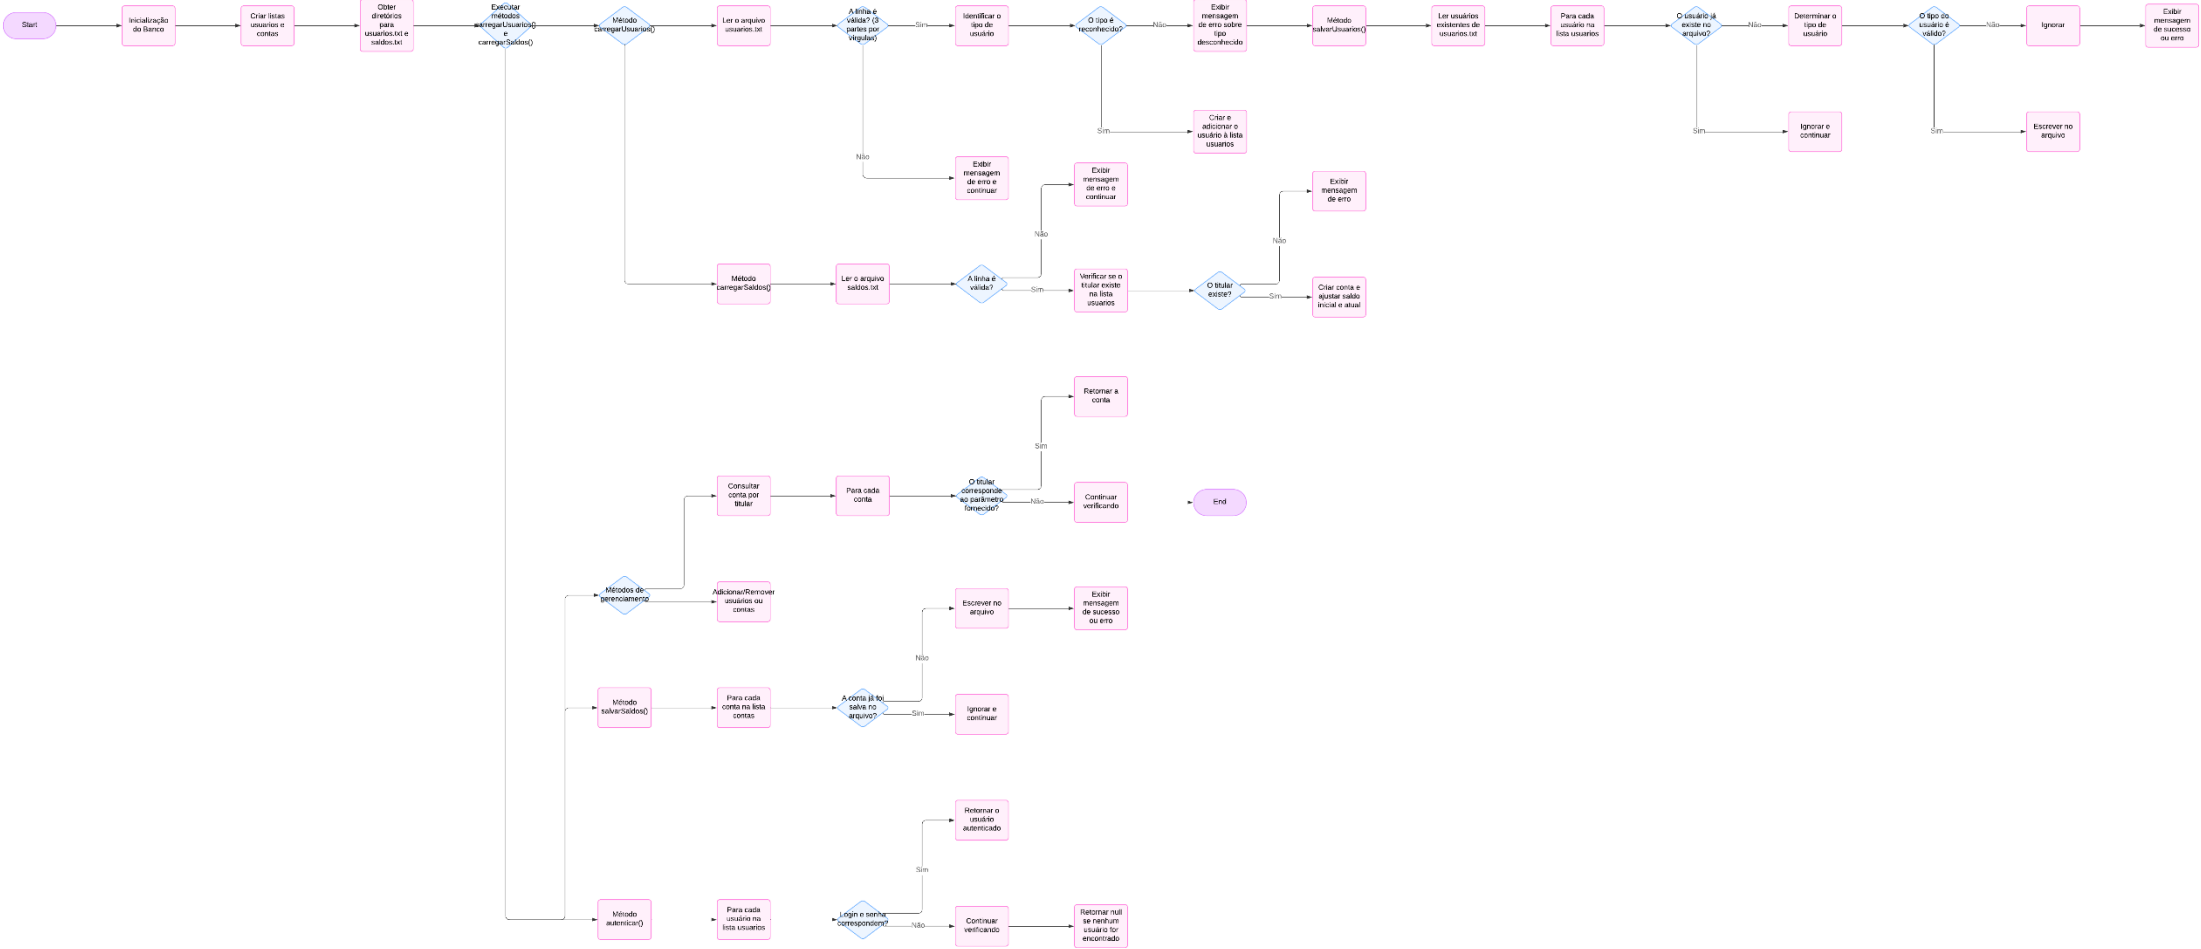 Start
Inicialização
do Banco
Criar listas
usuarios e
contas
Obter
diretórios
para
usuarios.txt e
saldos.txt
Executar
métodos
carregarUsuarios()
e
carregarSaldos()
Método
carregarUsuarios()
Ler o arquivo
usuarios.txt
A linha é
válida? (3
partes por
vírgulas)
Sim
Identificar o
tipo de
usuário
O tipo é
reconhecido?
Não
Exibir
mensagem
de erro sobre
tipo
desconhecido
Método
salvarUsuarios()
Ler usuários
existentes de
usuarios.txt
Para cada
usuário na
lista usuarios
O usuário já
existe no
arquivo?
Não
Determinar o
tipo de
usuário
O tipo do
usuário é
válido?
Não
Ignorar
Exibir
mensagem
de sucesso
ou erro
Sim
Criar e
adicionar o
usuário à lista
usuarios
Sim
Ignorar e
continuar
Sim
Escrever no
arquivo
Não
Exibir
mensagem
de erro e
continuar
Exibir
mensagem
de erro e
continuar
Exibir
mensagem
de erro
Não
Não
Método
carregarSaldos()
Ler o arquivo
saldos.txt
A linha é
válida?
Sim
Verificar se o
titular existe
na lista
usuarios
O titular
existe?
Sim
Criar conta e
ajustar saldo
inicial e atual
Retornar a
conta
Sim
Consultar
conta por
titular
Para cada
conta
O titular
corresponde
ao parâmetro
fornecido?
Não
Continuar
verificando
End
Métodos de
gerenciamento
Adicionar/Remover
usuários ou
contas
Escrever no
arquivo
Exibir
mensagem
de sucesso
ou erro
Não
Método
salvarSaldos()
Para cada
conta na lista
contas
A conta já foi
salva no
arquivo?
Sim
Ignorar e
continuar
Retornar o
usuário
autenticado
Sim
Método
autenticar()
Para cada
usuário na
lista usuarios
Login e senha
correspondem?
Não
Continuar
verificando
Retornar null
se nenhum
usuário for
encontrado